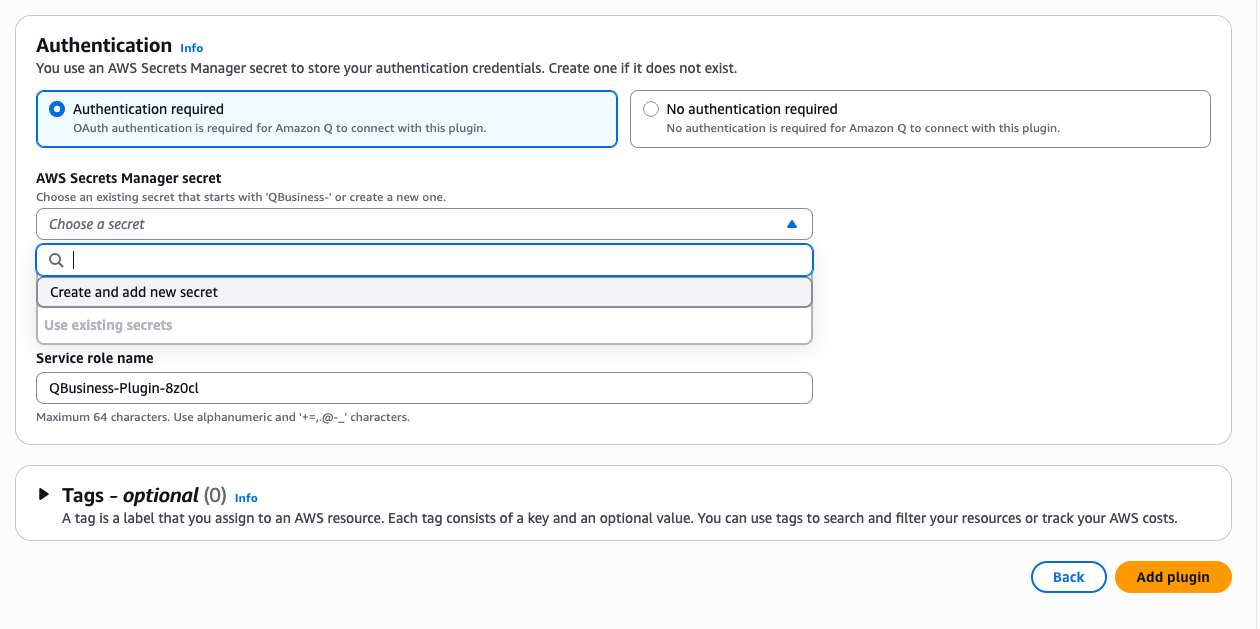 Authentication Info
You use an AWS Secrets Manager secret to store your authentication credentials. Create one if it does not exist.
Authentication required
OAuth authentication is required for Amazon Q to connect with this plugin.
No authentication required
No authentication is required for Amazon Q to connect with this plugin.
AWS Secrets Manager secret
Choose an existing secret that starts with 'QBusiness-' or create a new one.
Choose a secret
Create and add new secret
Use existing secrets
Service role name
QBusiness-Plugin-8z0cl
Maximum 64 characters. Use alphanumeric and '+=,.@-_' characters.
Tags - optional (0) Info
A tag is a label that you assign to an AWS resource. Each tag consists of a key and an optional value. You can use tags to search and filter your resources or track your AWS costs.
Back
Add plugin